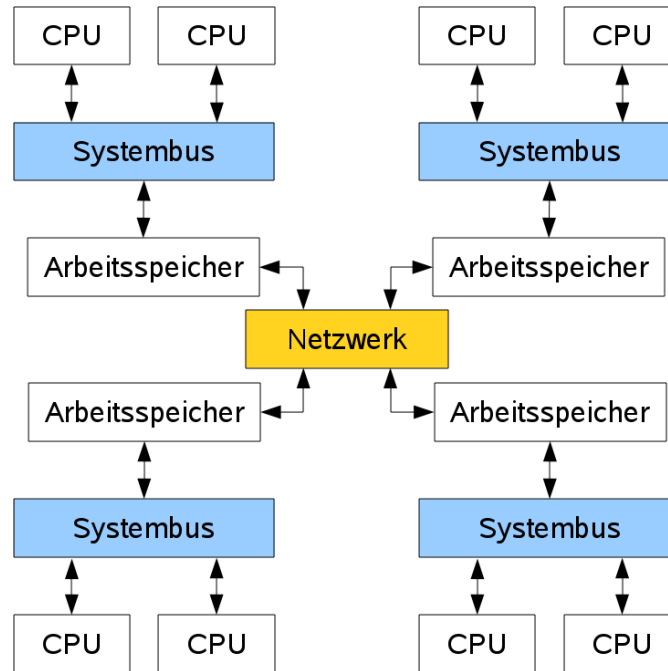 CPU CPU CPU CPU
Systembus Systembus
Arbeitsspeicher Arbeitsspeicher
Netzwerk
Arbeitsspeicher Arbeitsspeicher
Systembus Systembus
CPU CPU CPU CPU